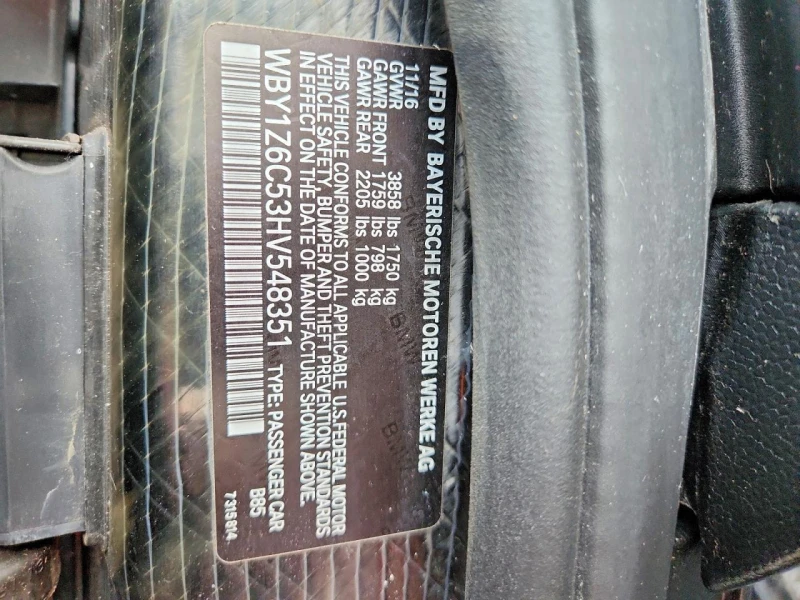 MFD BY BAYERISCHE MOTOREN WERKE AG
11/16
GVWR 3858 lbs 1750 kg
GAWR FRONT 1759 lbs 798 kg
GAWR REAR 2205 lbs 1000 kg
THIS VEHICLE CONFORMS TO ALL APPLICABLE U.S.FEDERAL MOTOR
VEHICLE SAFETY, BUMPER AND THEFT PREVENTION STANDARDS
IN EFFECT ON THE DATE OF MANUFACTURE SHOWN ABOVE.
WBY1Z6C53HV548351 TYPE: PASSENGER CAR
B85
7315014